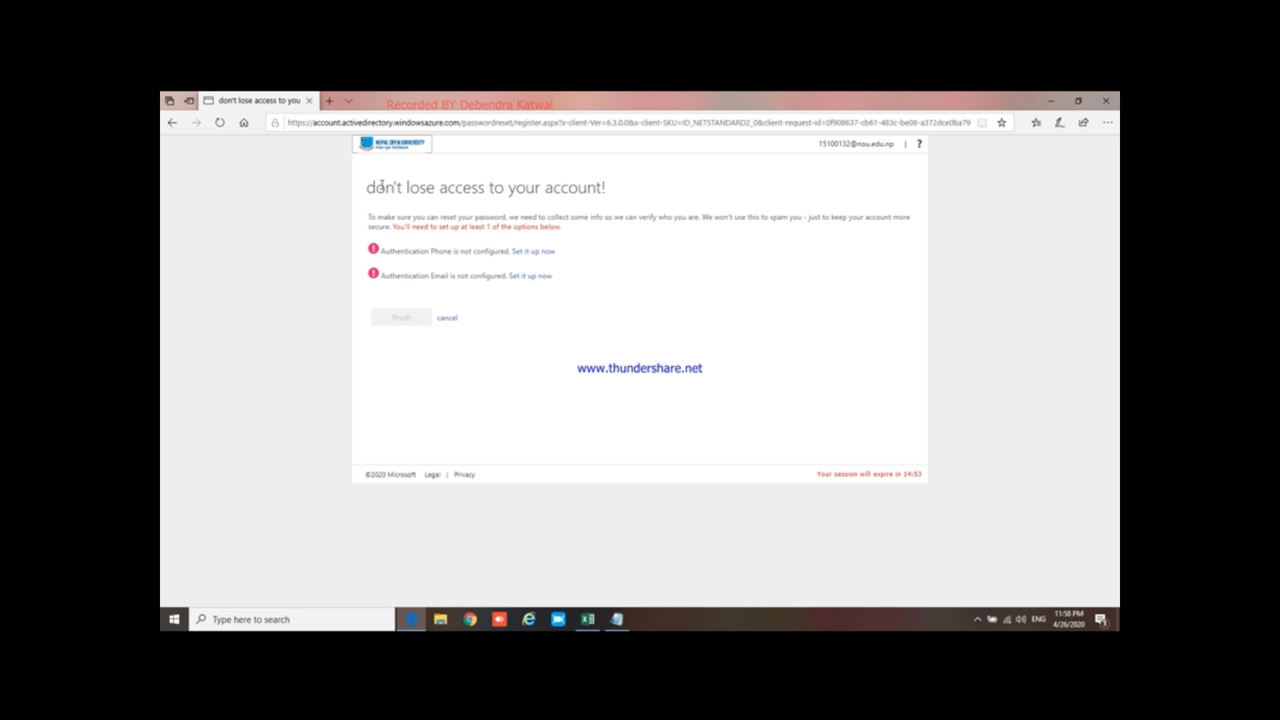 don't lose access to you
Recorded BY Debendra Katwal
https://account.activedirectory.windowsazure.com/passwordreset/register.aspx?x-client-Ver=6.3.0.0&x-client-SKU=ID_NETSTANDARD2_0&client-request-id=0f908637-cb61-483c-be08-a372dce0ba79
NEPAL OPEN UNIVERSITY
15100132@nou.edu.np | ?
don't lose access to your account!
To make sure you can reset your password, we need to collect some info so we can verify who you are. We won't use this to spam you - just to keep your account more
secure. You'll need to set up at least 1 of the options below.
Authentication Phone is not configured. Set it up now
Authentication Email is not configured. Set it up now
finish cancel
www.thundershare.net
©2020 Microsoft Legal | Privacy
Your session will expire in 14:53
Type here to search
ENG
11:58 PM
4/26/2020